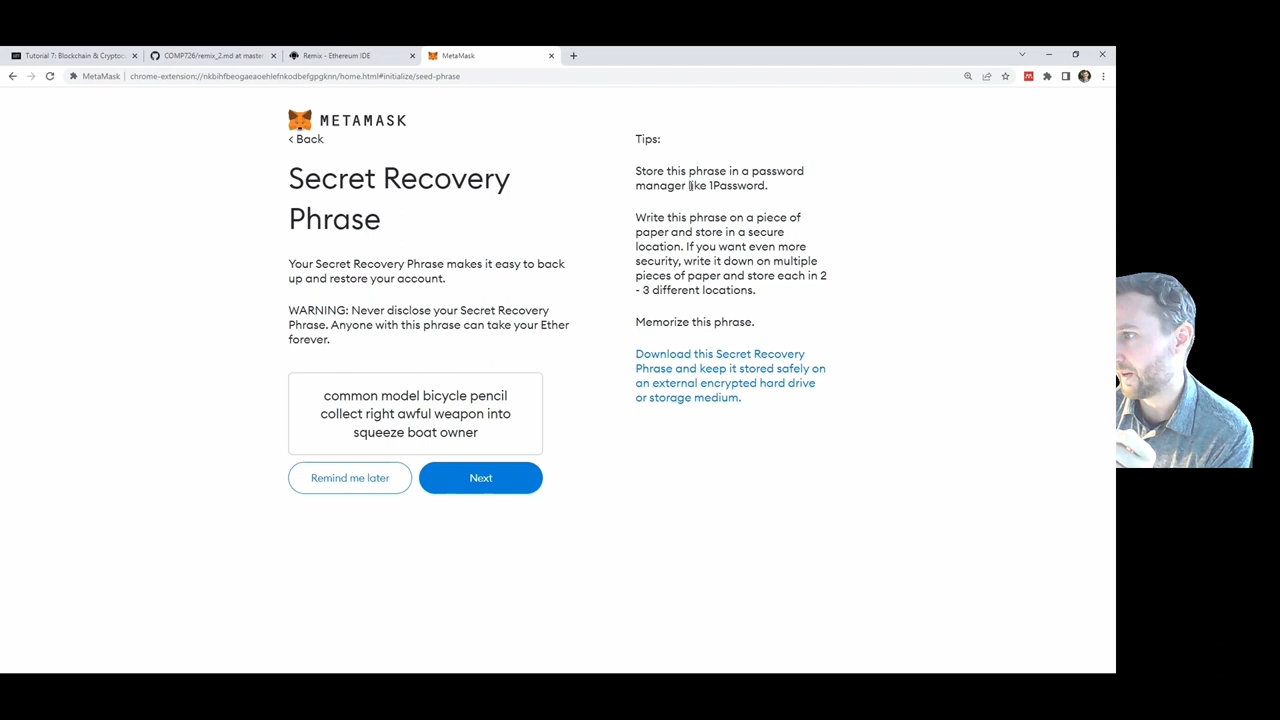 Tutorial 7: Blockchain & Cryptoc
COMP726/remix_2.md at master
Remix - Ethereum IDE
MetaMask
MetaMask
chrome-extension://nkbihfbeogaeaoehlefnkodbefgpgknn/home.html#initialize/seed-phrase
METAMASK
< Back
Secret Recovery
Phrase
Your Secret Recovery Phrase makes it easy to back
up and restore your account.
WARNING: Never disclose your Secret Recovery
Phrase. Anyone with this phrase can take your Ether
forever.
common model bicycle pencil
collect right awful weapon into
squeeze boat owner
Remind me later
Next
Tips:
Store this phrase in a password
manager like 1Password.
Write this phrase on a piece of
paper and store in a secure
location. If you want even more
security, write it down on multiple
pieces of paper and store each in 2
- 3 different locations.
Memorize this phrase.
Download this Secret Recovery
Phrase and keep it stored safely on
an external encrypted hard drive
or storage medium.